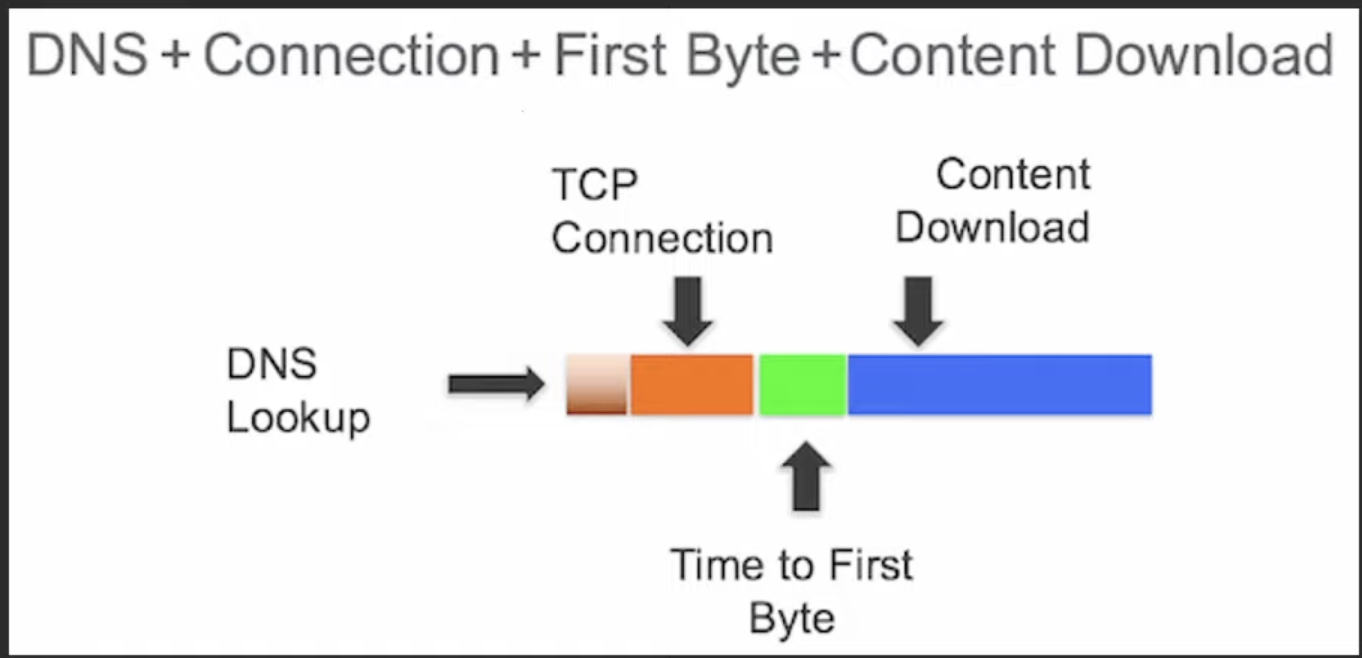 DNS + Connection + First Byte + Content Download
TCP
Connection
Content
Download
DNS
Lookup
Time to First
Byte